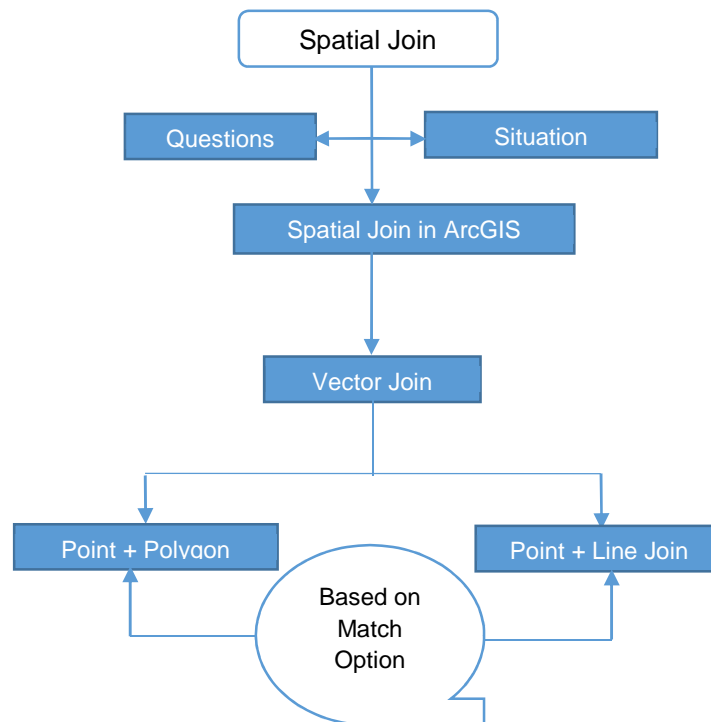 Spatial Join
Questions
Situation
Spatial Join in ArcGIS
Vector Join
Point + Polygon
Point + Line Join
Based on
Match
Option